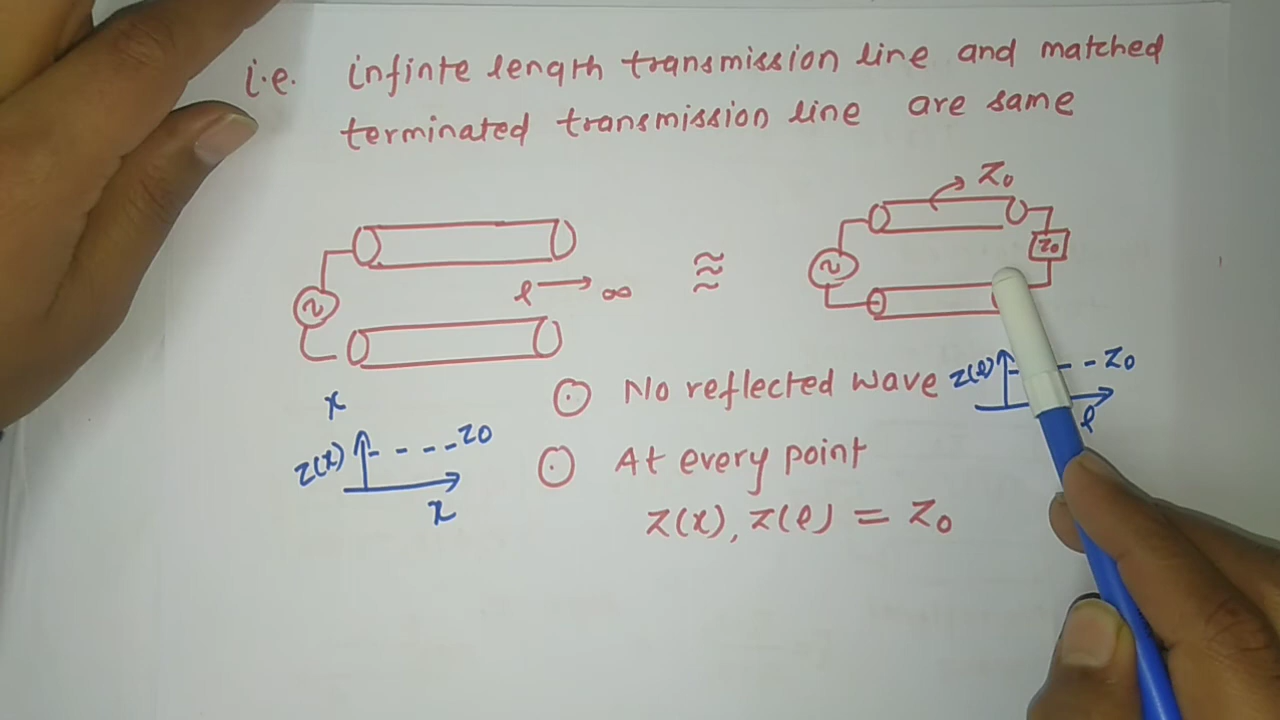 i.e. infinte length transmission line and matched
terminated transmission line are same
Z0
Z0
l → ∞
≈
No reflected wave
Z(l)
Z0
l
x
Z(x)
Z0
x
At every point
Z(x), Z(l) = Z0